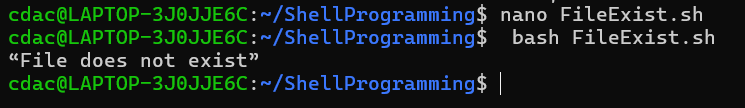 cdac@LAPTOP-3J0JJE6C:~/ShellProgramming$ nano FileExist.sh
cdac@LAPTOP-3J0JJE6C:~/ShellProgramming$  bash FileExist.sh
“File does not exist”
cdac@LAPTOP-3J0JJE6C:~/ShellProgramming$